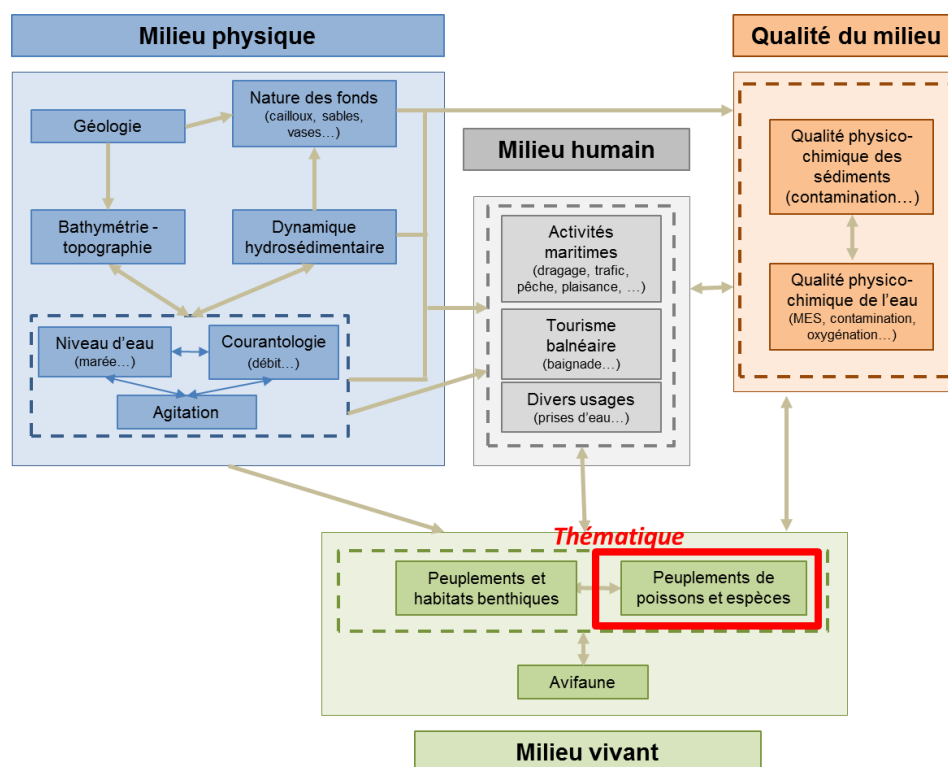 Milieu physique
Qualité du milieu
Nature des fonds
(cailloux, sables,
vases…)
Géologie
Milieu humain
Qualité physico-
chimique des
sédiments
(contamination…)
Bathymétrie -
topographie
Dynamique
hydrosédimentaire
Activités
maritimes
(dragage, trafic,
pêche, plaisance, …)
Qualité physico-
chimique de l’eau
(MES, contamination,
oxygénation…)
Niveau d’eau
(marée…)
Courantologie
(débit…)
Tourisme
balnéaire
(baignade…)
Agitation
Divers usages
(prises d’eau…)
Thématique
Peuplements et
habitats benthiques
Peuplements de
poissons et espèces
Avifaune
Milieu vivant